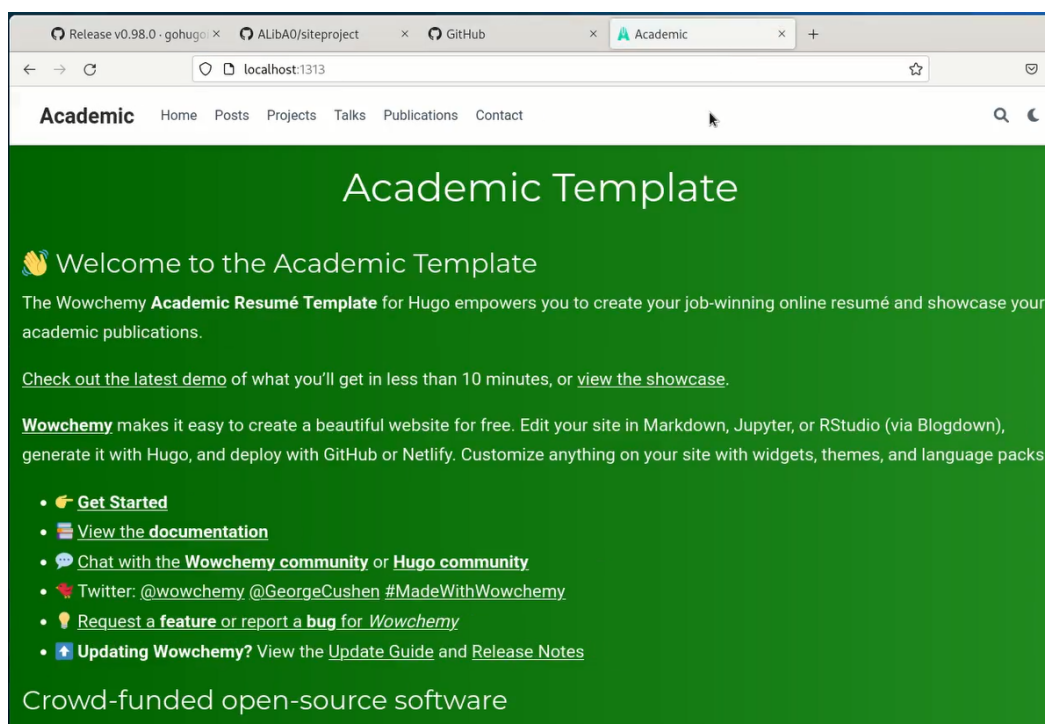 Release v0.98.0 · gohugoi
ALibA0/siteproject
GitHub
Academic
localhost:1313
Academic Home Posts Projects Talks Publications Contact
Academic Template
👋 Welcome to the Academic Template
The Wowchemy Academic Resumé Template for Hugo empowers you to create your job-winning online resumé and showcase your
academic publications.
Check out the latest demo of what you’ll get in less than 10 minutes, or view the showcase.
Wowchemy makes it easy to create a beautiful website for free. Edit your site in Markdown, Jupyter, or RStudio (via Blogdown),
generate it with Hugo, and deploy with GitHub or Netlify. Customize anything on your site with widgets, themes, and language packs
• 👉 Get Started
• 📚 View the documentation
• 💬 Chat with the Wowchemy community or Hugo community
• 🐦 Twitter: @wowchemy @GeorgeCushen #MadeWithWowchemy
• 💡 Request a feature or report a bug for Wowchemy
• ⬆️ Updating Wowchemy? View the Update Guide and Release Notes
Crowd-funded open-source software